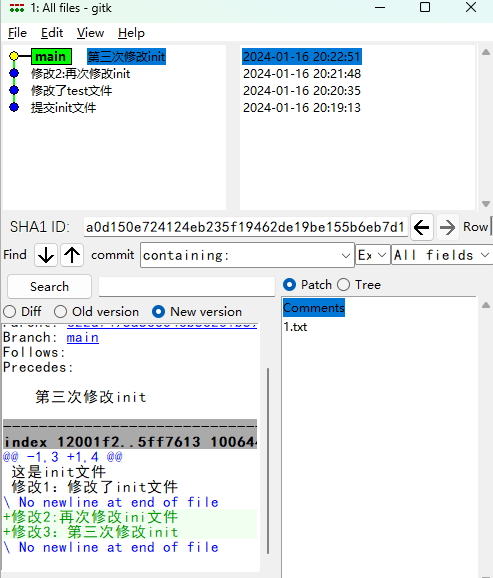 1: All files - gitk
File Edit View Help
main 第三次修改init 2024-01-16 20:22:51
修改2:再次修改init 2024-01-16 20:21:48
修改了test文件 2024-01-16 20:20:35
提交init文件 2024-01-16 20:19:13
SHA1 ID: a0d150e724124eb235f19462de19be155b6eb7d1 Row
Find commit containing: Ex All fields
Search Patch Tree
Diff Old version New version
Comments
1.txt
Branch: main
Follows:
Precedes:
第三次修改init
index 12001f2..5ff7613 10064
@@ -1,3 +1,4 @@
这是init文件
修改1: 修改了init文件
\ No newline at end of file
+修改2:再次修改ini文件
+修改3: 第三次修改init
\ No newline at end of file